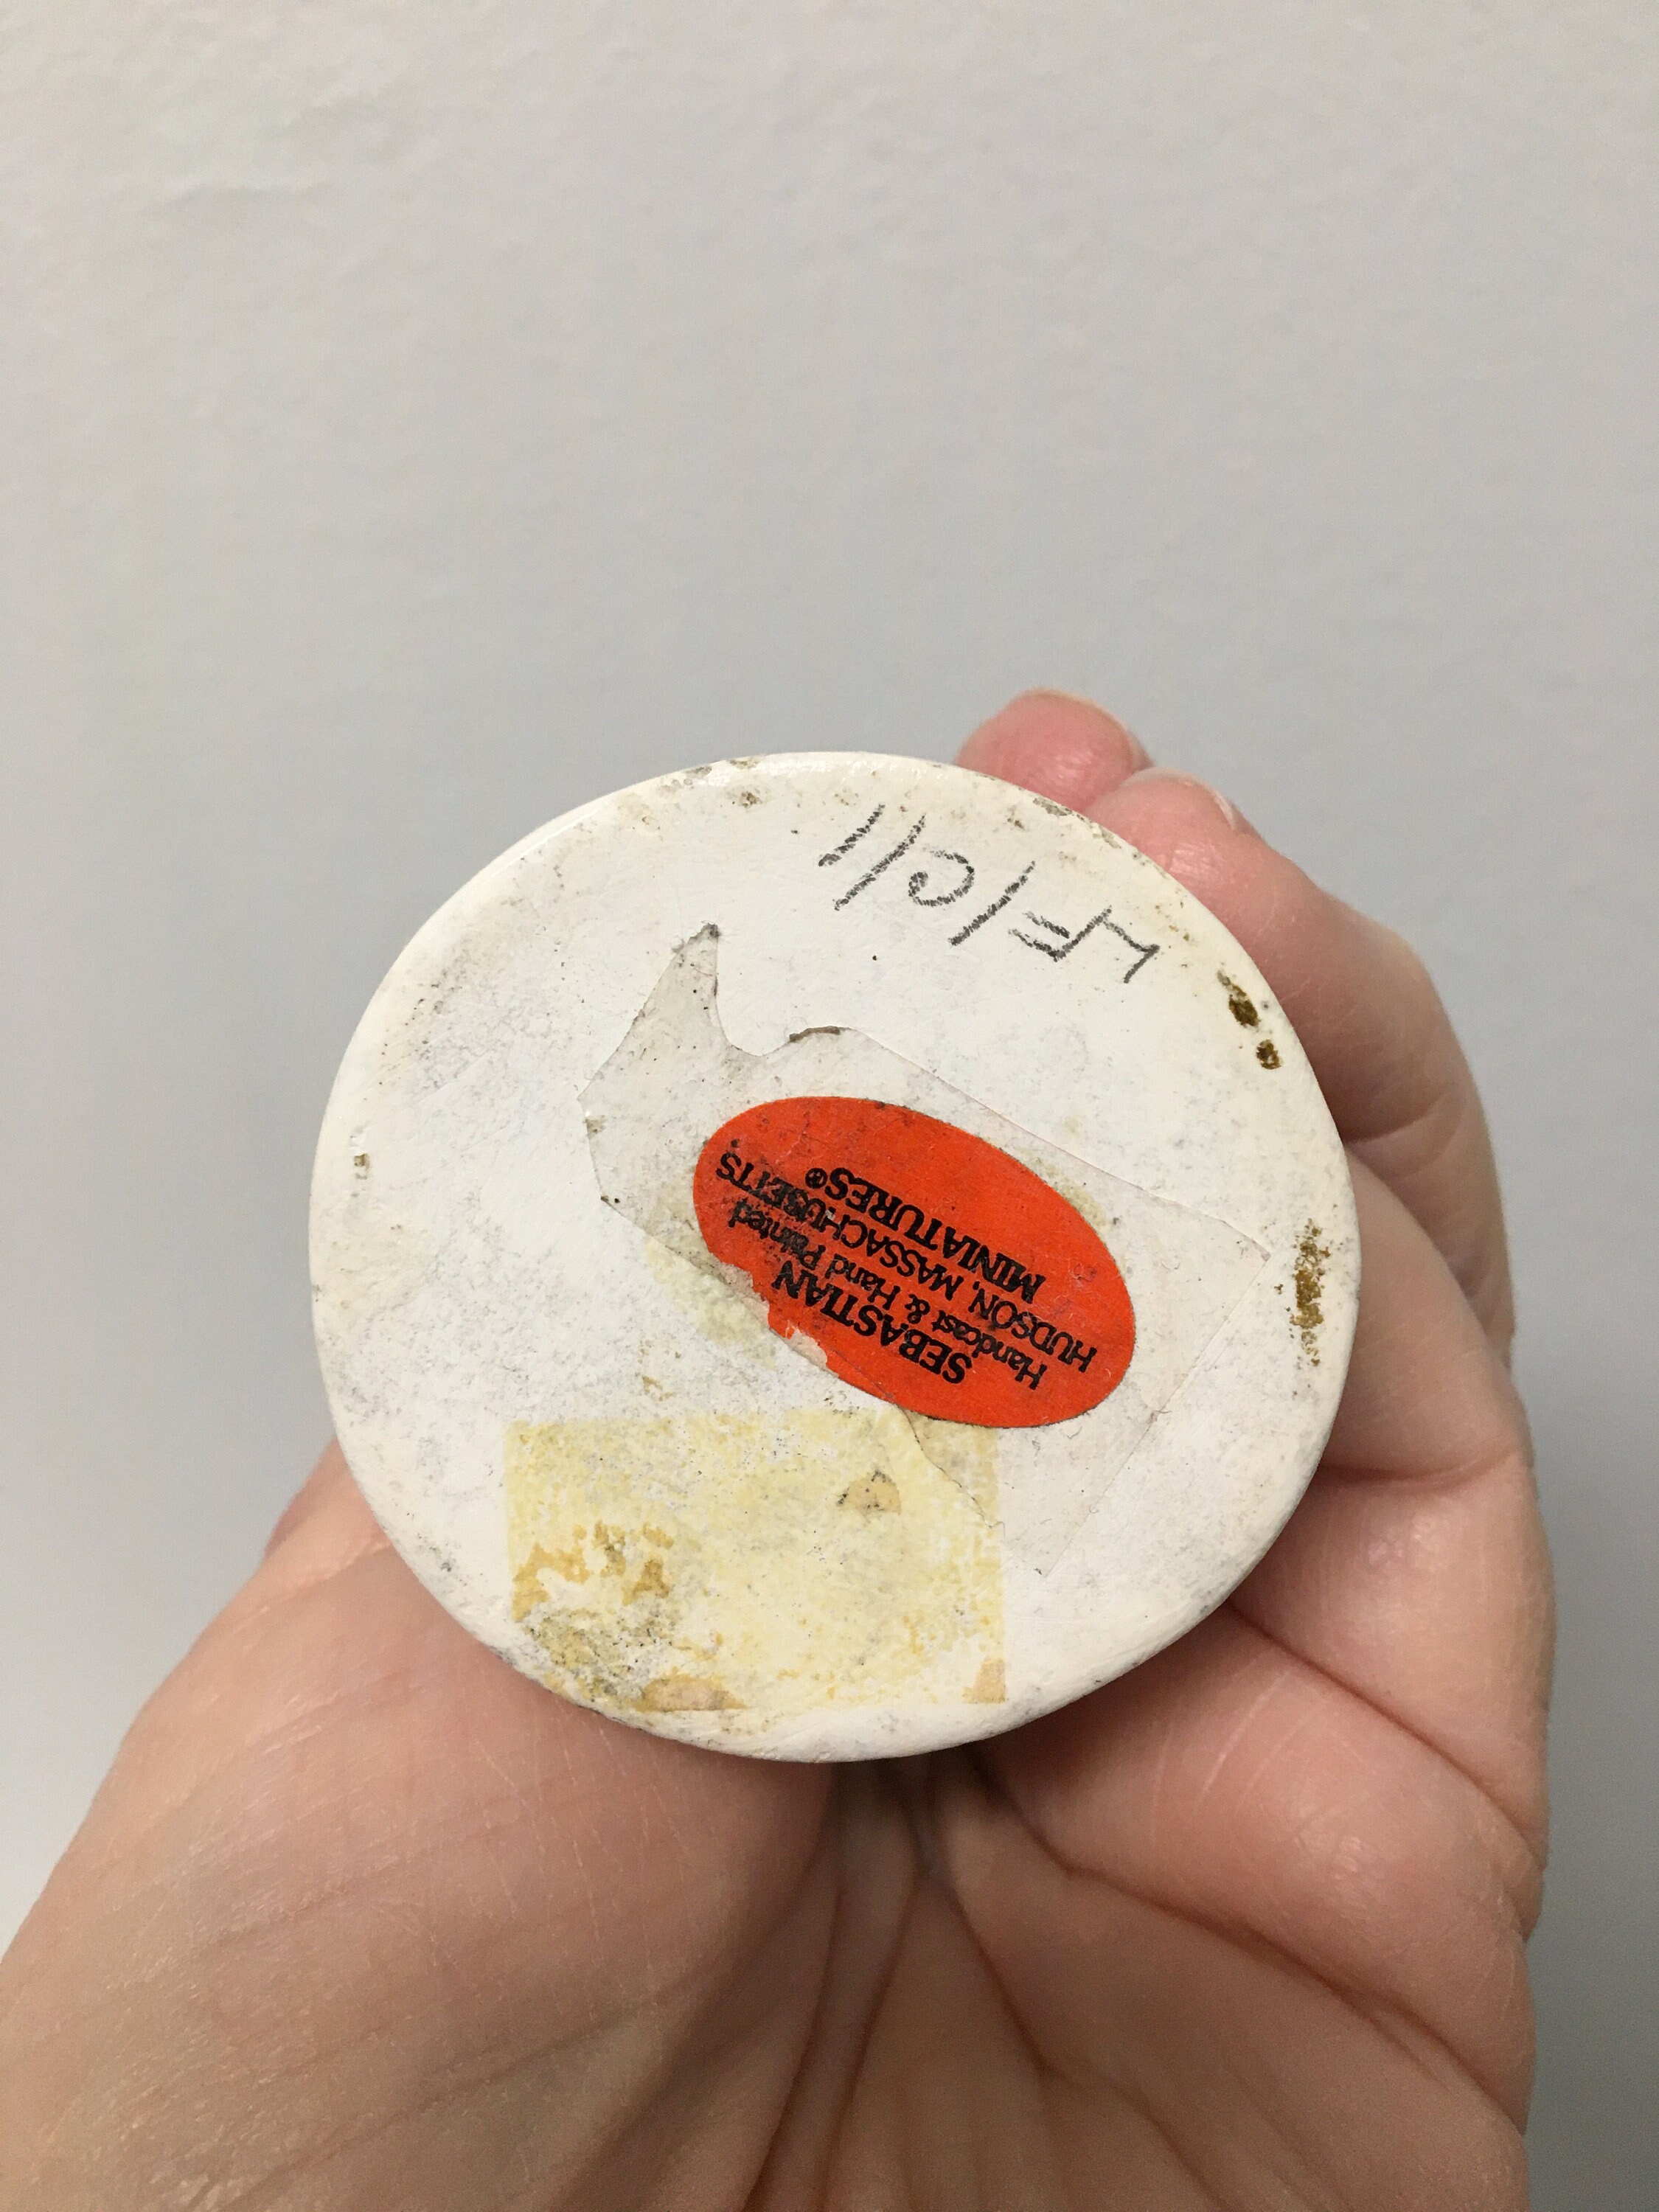 SEBASTIAN
Handcast & Hand Painted
HUDSON, MASSACHUSETTS
MINIATURES®